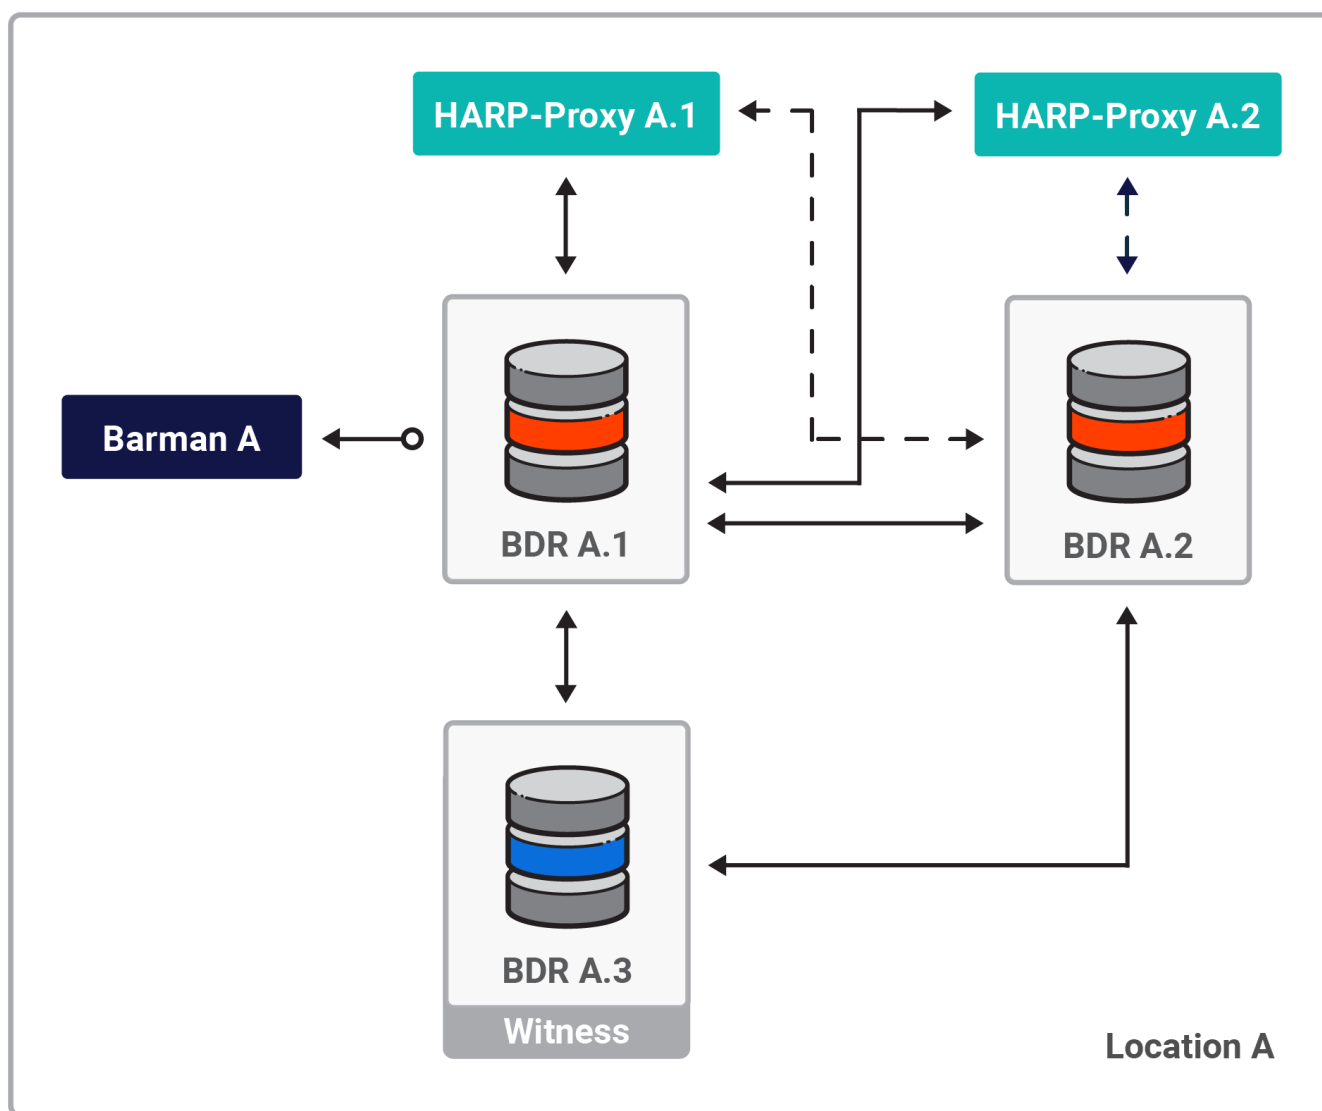 HARP-Proxy A.1
HARP-Proxy A.2
Barman A
BDR A.1
BDR A.2
BDR A.3
Witness
Location A